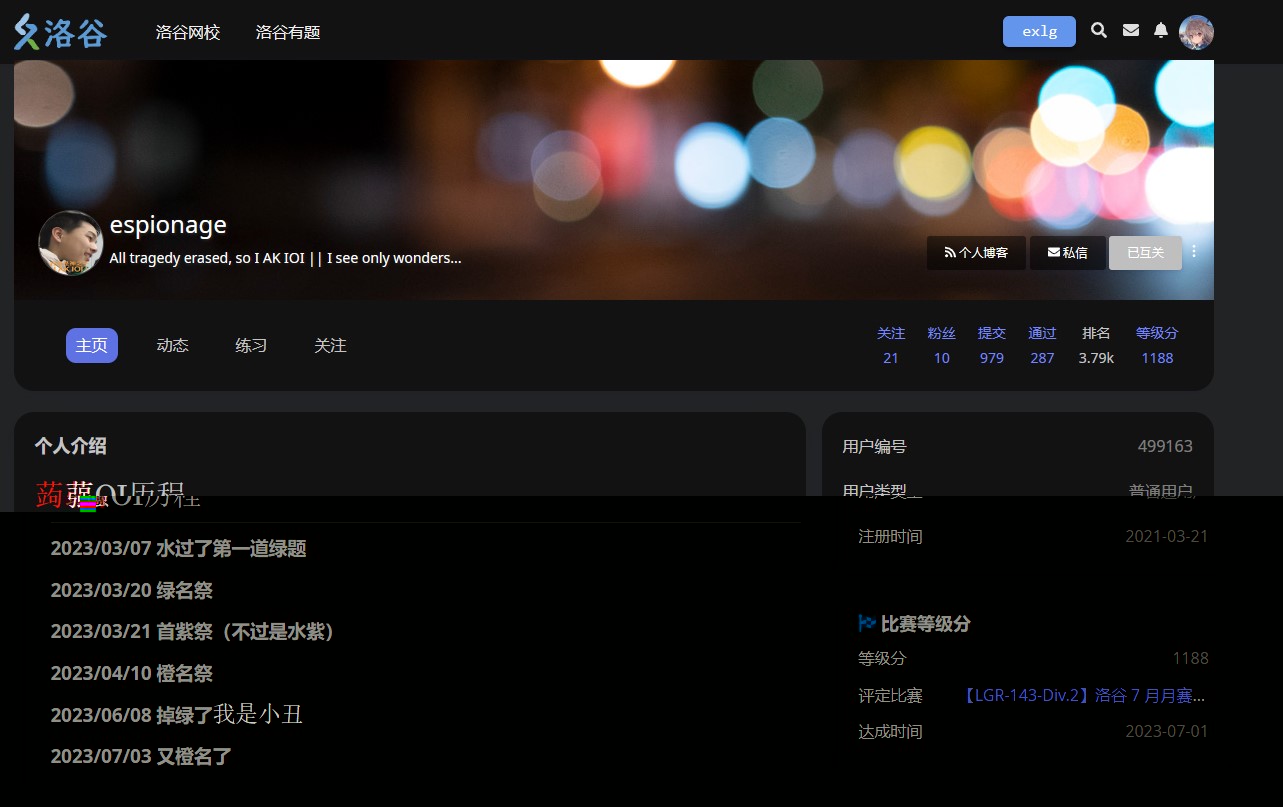 洛谷 洛谷网校 洛谷有题 exlg
espionage
All tragedy erased, so I AK IOI || I see only wonders...
个人博客 私信 已互关
主页 动态 练习 关注
关注 粉丝 提交 通过 排名 等级分
21 10 979 287 3.79k 1188
个人介绍
蒟蒻OI历程
2023/03/07 水过了第一道绿题
2023/03/20 绿名祭
2023/03/21 首紫祭（不过是水紫）
2023/04/10 橙名祭
2023/06/08 掉绿了我是小丑
2023/07/03 又橙名了
用户编号 499163
用户类型 普通用户
注册时间 2021-03-21
比赛等级分
等级分 1188
评定比赛 【LGR-143-Div.2】洛谷 7 月月赛...
达成时间 2023-07-01